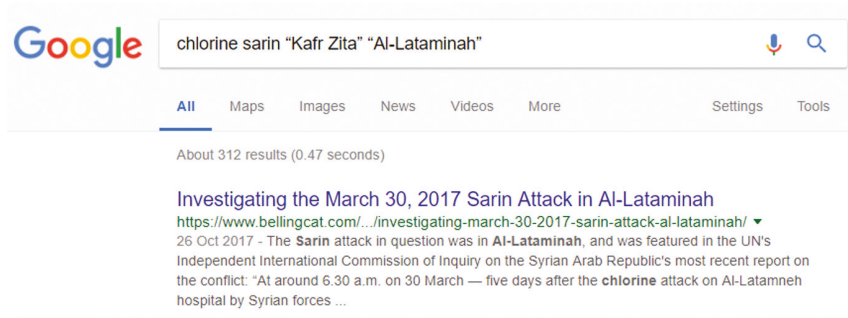 Google
chlorine sarin “Kafr Zita” “Al-Lataminah”
All Maps Images News Videos More Settings Tools
About 312 results (0.47 seconds)
Investigating the March 30, 2017 Sarin Attack in Al-Lataminah
https://www.bellingcat.com/.../investigating-march-30-2017-sarin-attack-al-lataminah/
26 Oct 2017 - The Sarin attack in question was in Al-Lataminah, and was featured in the UN's
Independent International Commission of Inquiry on the Syrian Arab Republic's most recent report on
the conflict: “At around 6.30 a.m. on 30 March — five days after the chlorine attack on Al-Latamneh
hospital by Syrian forces ...